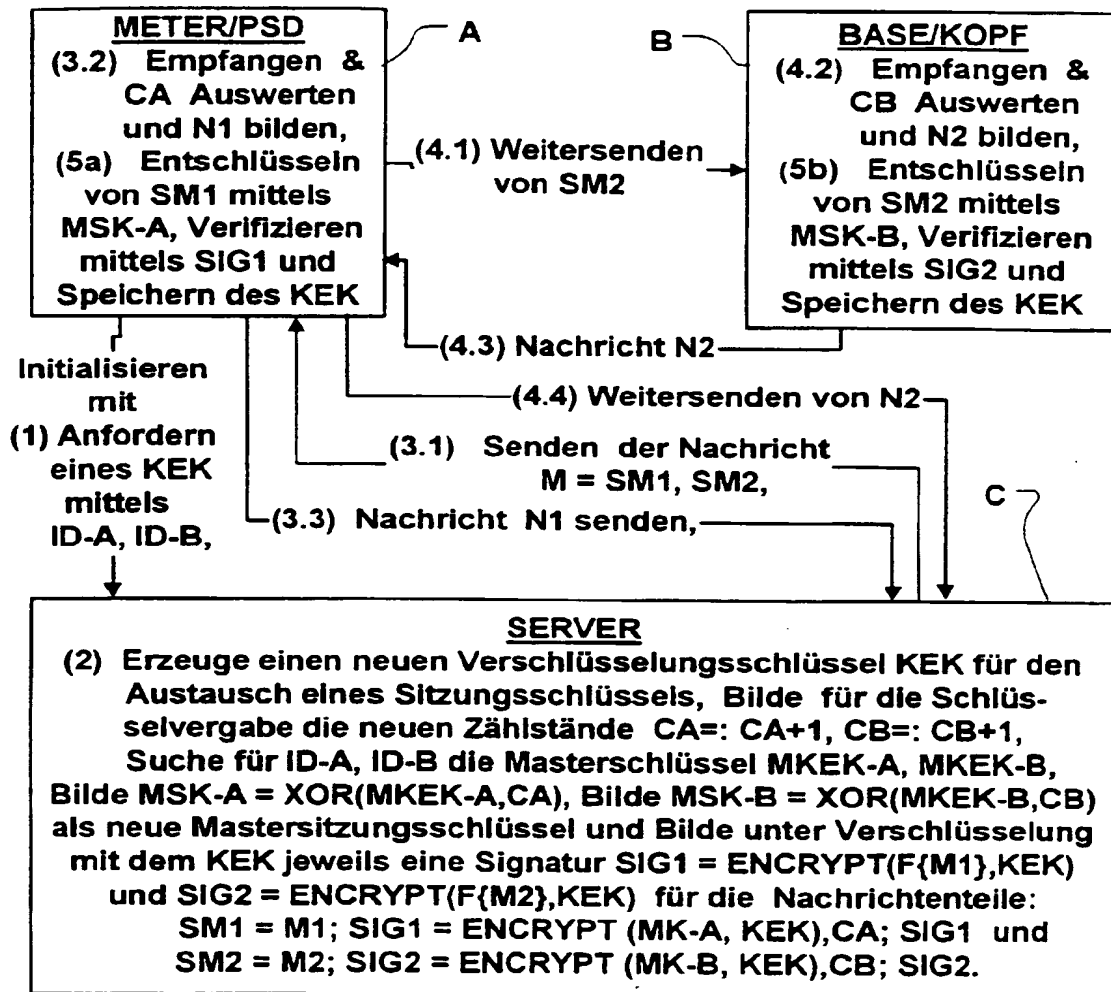 METER/PSD
(3.2) Empfangen &
CA Auswerten
und N1 bilden,
(5a) Entschlüsseln
von SM1 mittels
MSK-A, Verifizieren
mittels SIG1 und
Speichern des KEK
A
B
BASE/KOPF
(4.2) Empfangen &
CB Auswerten
und N2 bilden,
(5b) Entschlüsseln
von SM2 mittels
MSK-B, Verifizieren
mittels SIG2 und
Speichern des KEK
(4.1) Weitersenden
von SM2
(4.3) Nachricht N2
(4.4) Weitersenden von N2
Initialisieren
mit
(1) Anfordern
eines KEK
mittels
ID-A, ID-B,
(3.1) Senden der Nachricht
M = SM1, SM2,
(3.3) Nachricht N1 senden,
C
SERVER
(2) Erzeuge einen neuen Verschlüsselungsschlüssel KEK für den
Austausch eines Sitzungsschlüssels, Bilde für die Schlüs-
selvergabe die neuen Zählstände CA=: CA+1, CB=: CB+1,
Suche für ID-A, ID-B die Masterschlüssel MKEK-A, MKEK-B,
Bilde MSK-A = XOR(MKEK-A,CA), Bilde MSK-B = XOR(MKEK-B,CB)
als neue Mastersitzungsschlüssel und Bilde unter Verschlüsselung
mit dem KEK jeweils eine Signatur SIG1 = ENCRYPT(F{M1},KEK)
und SIG2 = ENCRYPT(F{M2},KEK) für die Nachrichtenteile:
SM1 = M1; SIG1 = ENCRYPT (MK-A, KEK),CA; SIG1 und
SM2 = M2; SIG2 = ENCRYPT (MK-B, KEK),CB; SIG2.